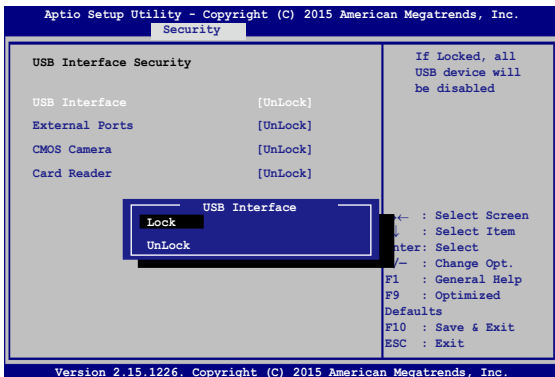 Aptio Setup Utility - Copyright (C) 2015 American Megatrends, Inc.
Security
USB Interface Security
USB Interface [UnLock]
External Ports [UnLock]
CMOS Camera [UnLock]
Card Reader [UnLock]
If Locked, all
USB device will
be disabled
USB Interface
Lock
UnLock
← : Select Screen
↓ : Select Item
nter: Select
/— : Change Opt.
F1 : General Help
F9 : Optimized
Defaults
F10 : Save & Exit
ESC : Exit
Version 2.15.1226. Copyright (C) 2015 American Megatrends, Inc.